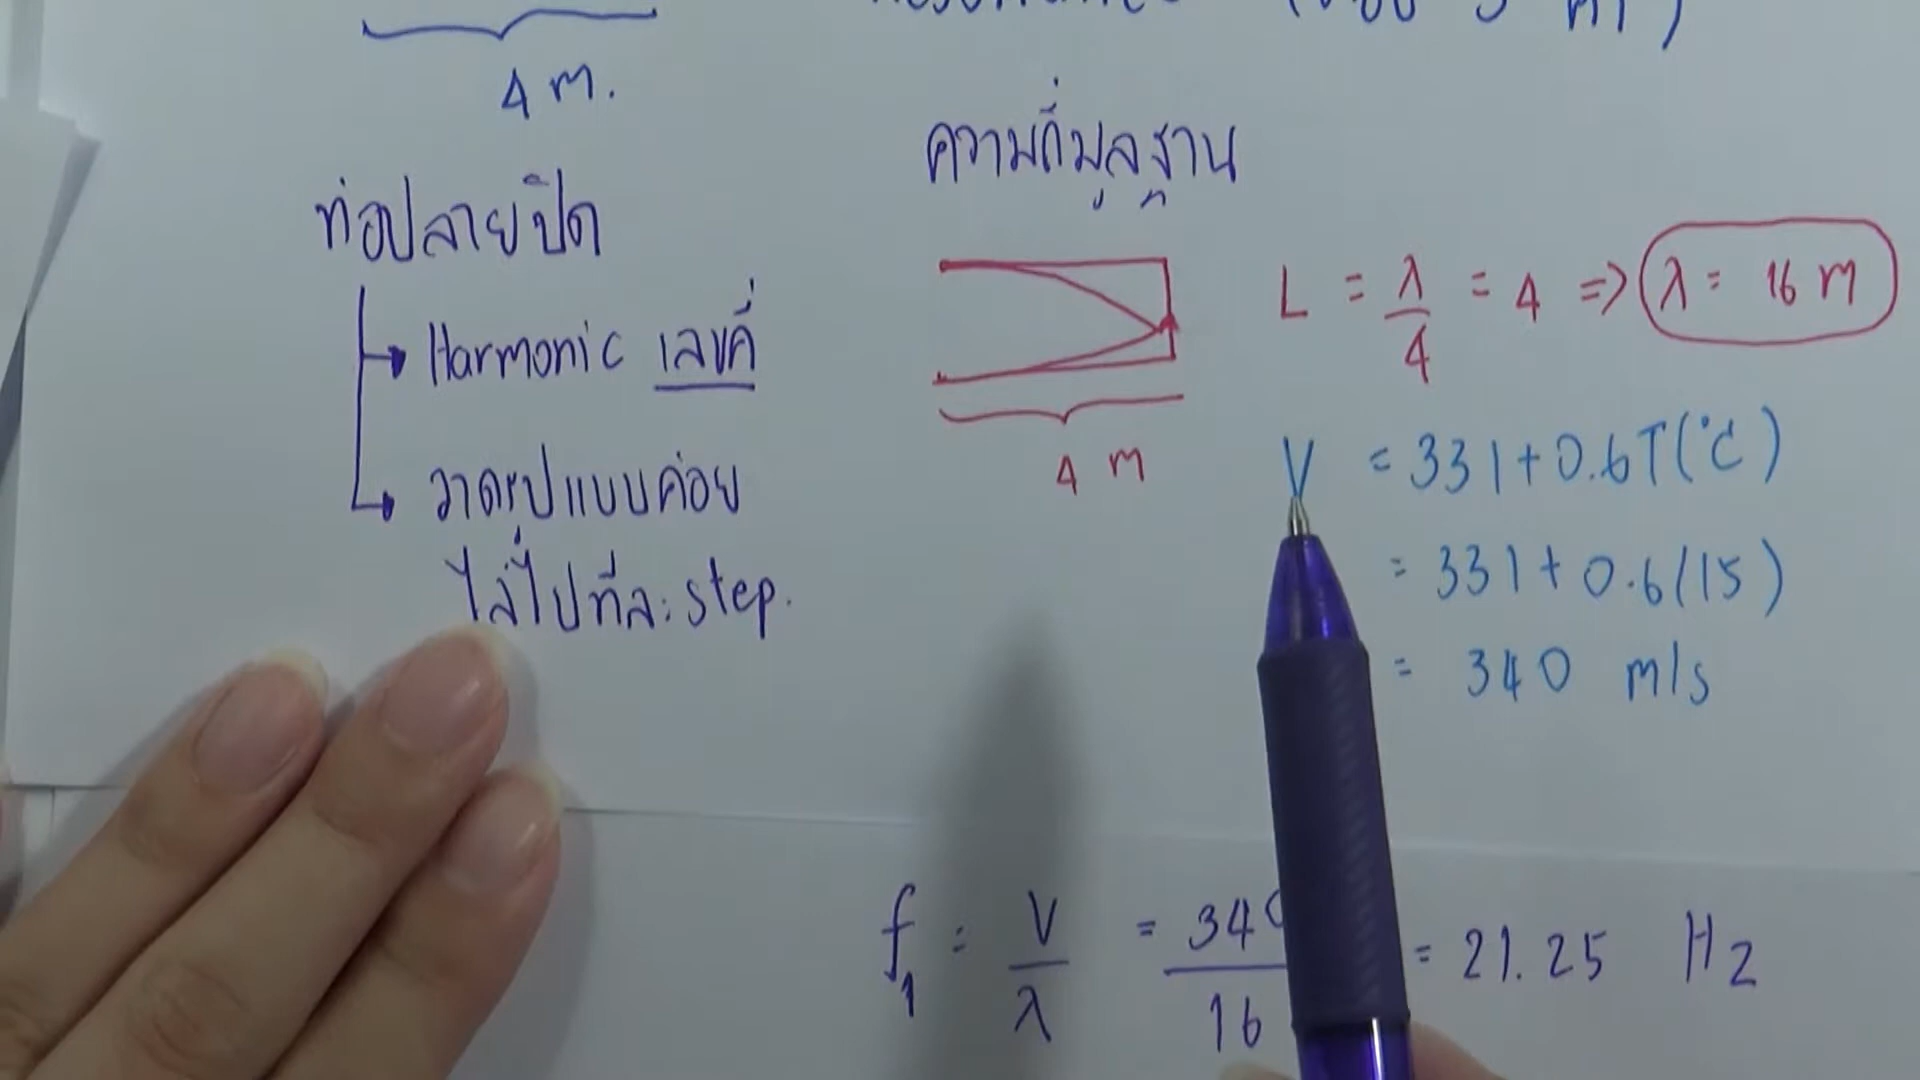 4 m.
ความถี่มูลฐาน
ท่อปลายปิด
Harmonic เลขคี่
วาดรูปแบบค่อย
ไล่ไปทีละ step.
4 m
L = λ/4 = 4 => λ = 16 m
V = 331 + 0.6T(°C)
= 331 + 0.6(15)
= 340 m/s
f1 = V/λ = 340/16 = 21.25 Hz